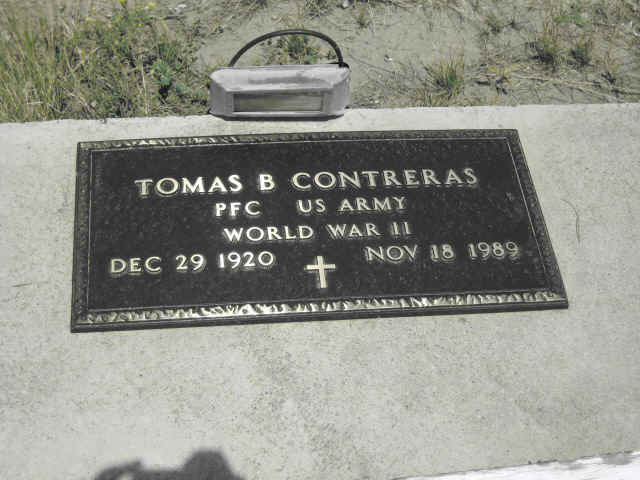 TOMAS B CONTRERAS
PFC US ARMY
WORLD WAR II
DEC 29 1920 NOV 18 1989